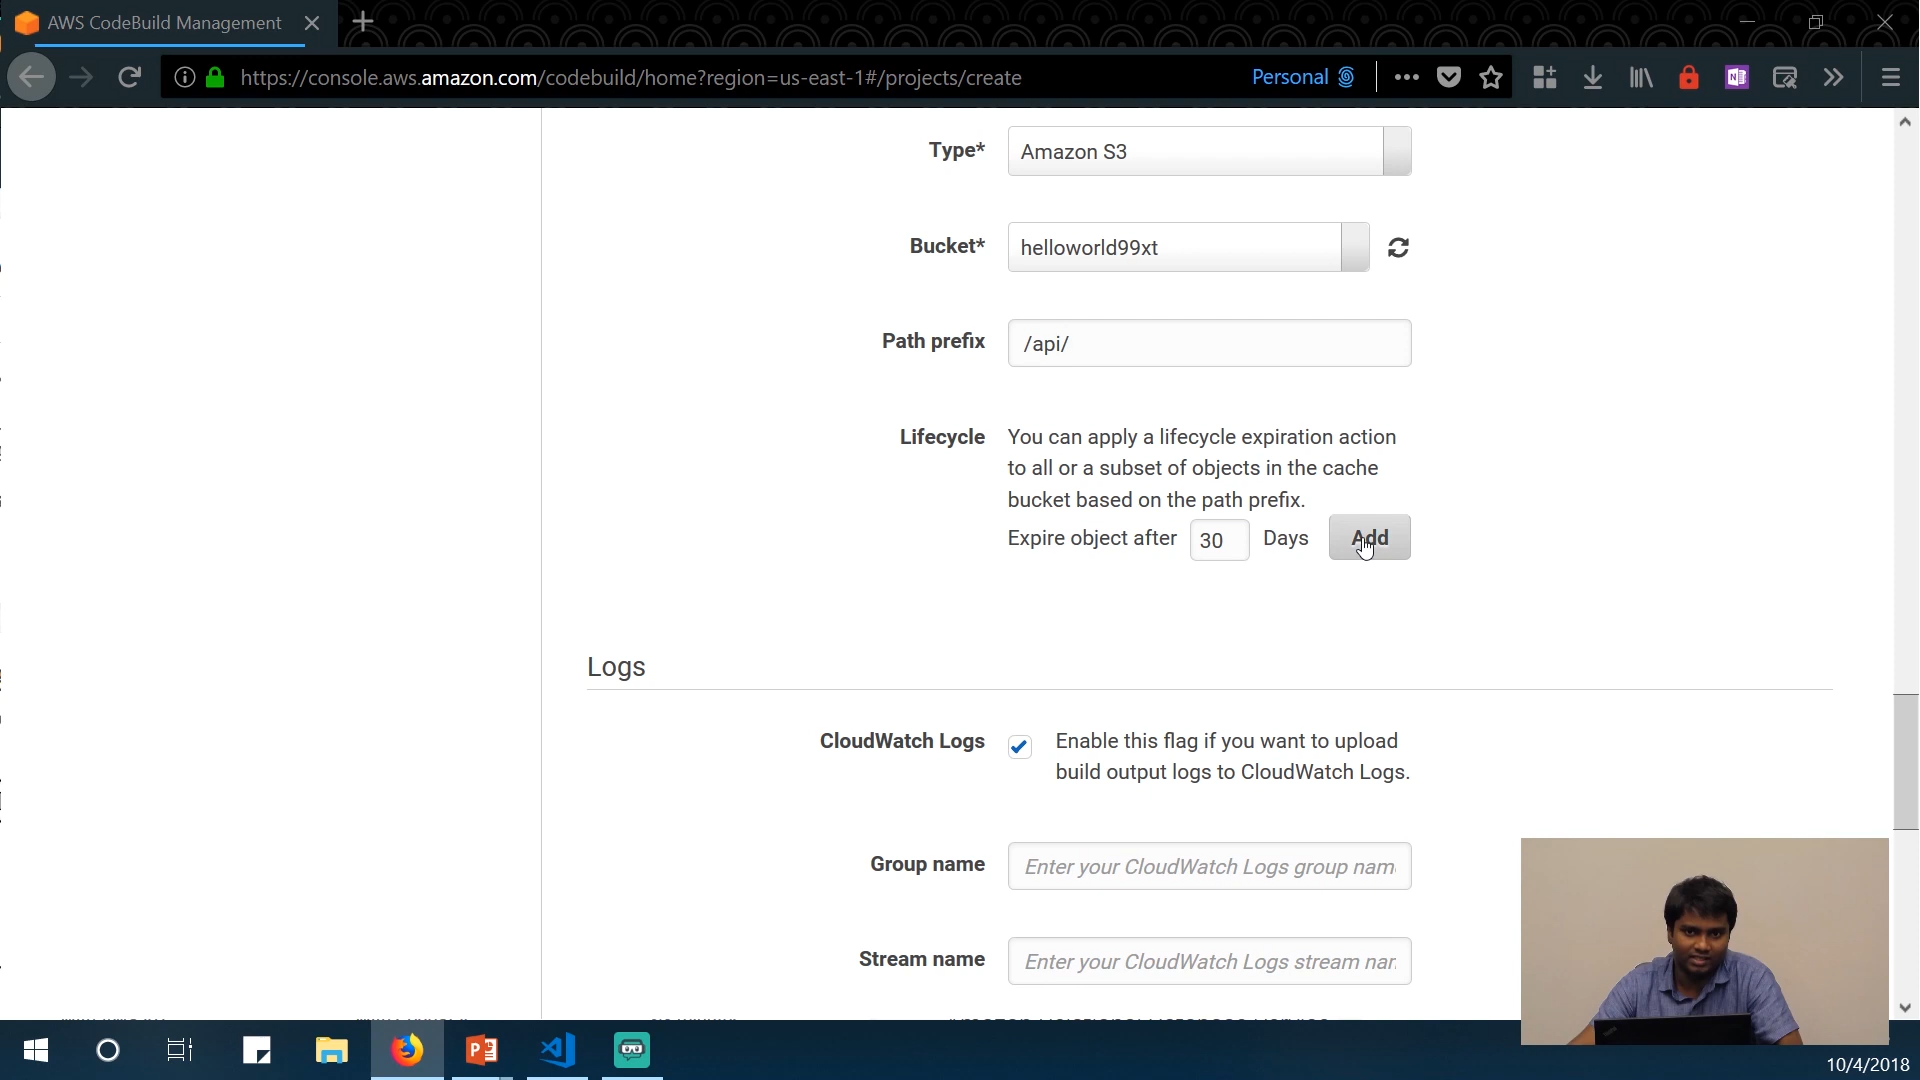 AWS CodeBuild Management
https://console.aws.amazon.com/codebuild/home?region=us-east-1#/projects/create
Personal
Type*
Amazon S3
Bucket*
helloworld99xt
Path prefix
/api/
Lifecycle
You can apply a lifecycle expiration action
to all or a subset of objects in the cache
bucket based on the path prefix.
Expire object after 30 Days Add
Logs
CloudWatch Logs
Enable this flag if you want to upload
build output logs to CloudWatch Logs.
Group name
Enter your CloudWatch Logs group nam
Stream name
Enter your CloudWatch Logs stream nar
10/4/2018